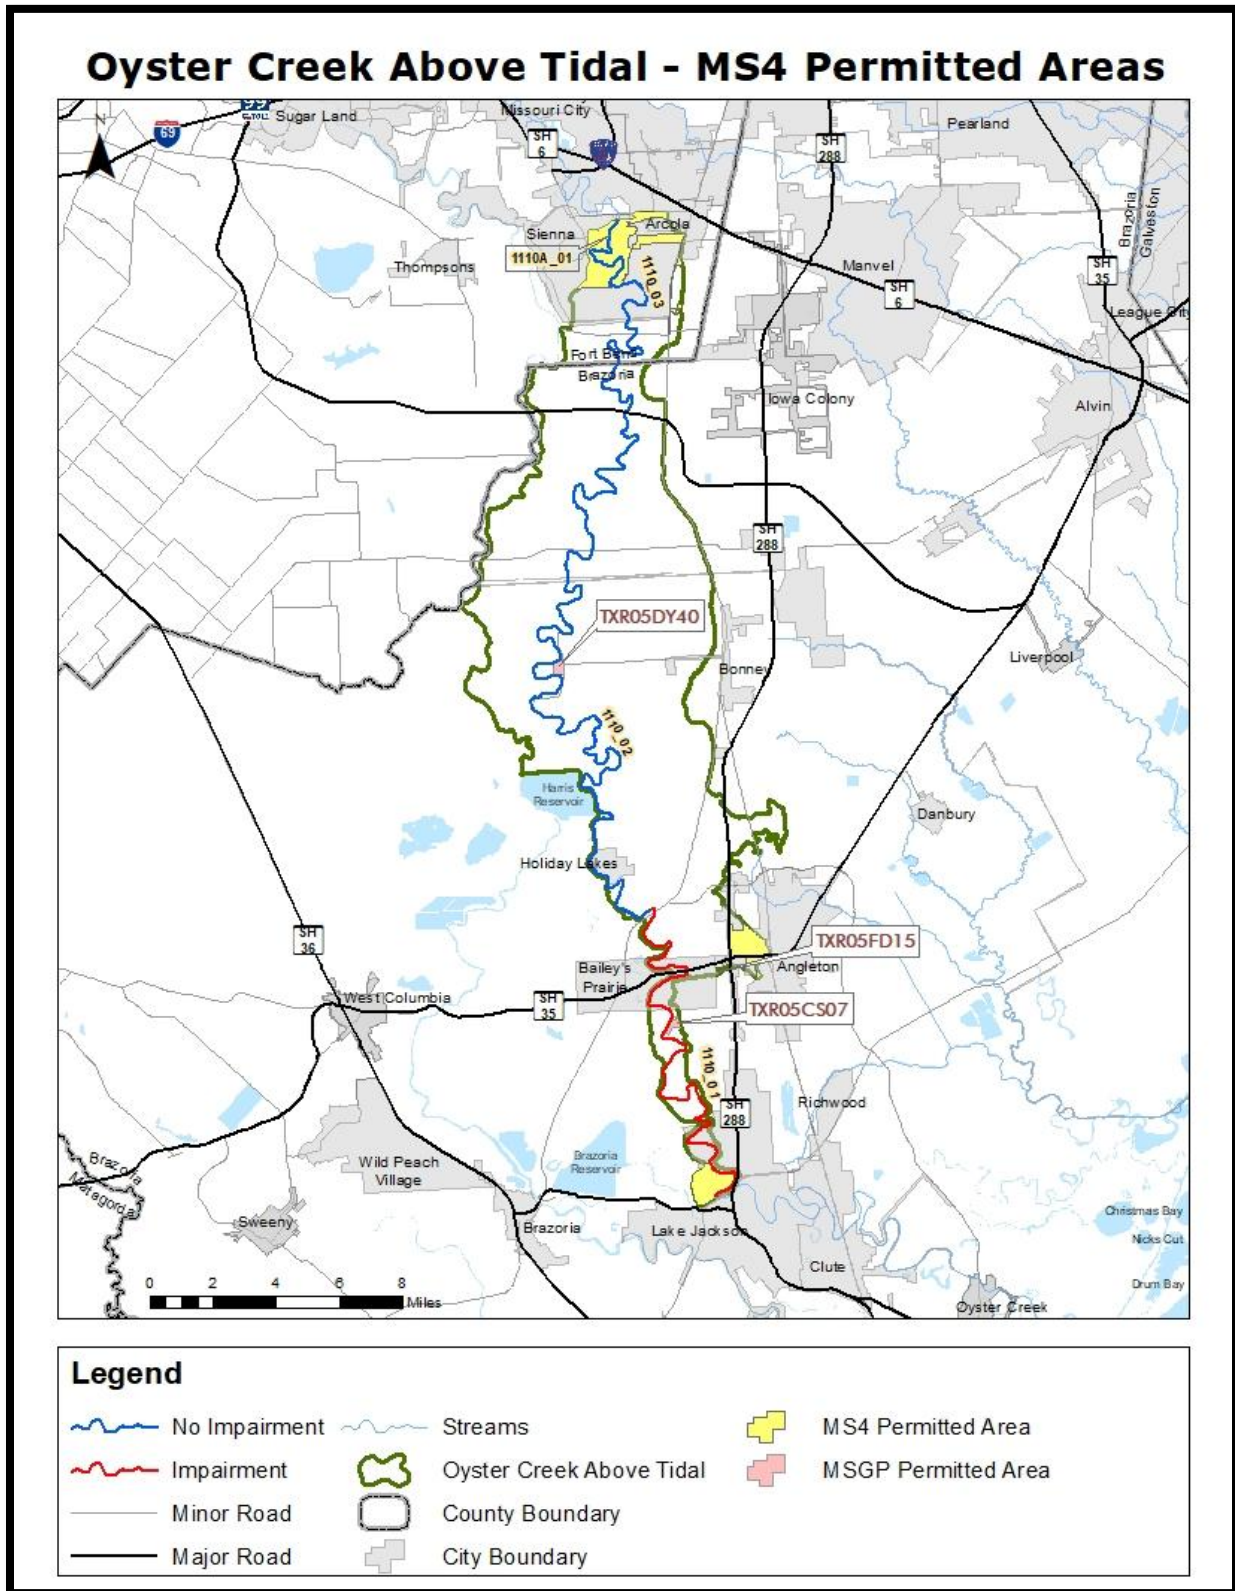 Oyster Creek Above Tidal - MS4 Permitted Areas
99
Sugar Land
Missouri City
N
69
SH
6
SH
288
Pearland
Brazoria
Galveston
Sienna
Arcola
1110A_01
Thompsons
1110_03
Manvel
SH
35
SH
6
League City
Fort Bend
Brazoria
Iowa Colony
Alvin
SH
288
TXR05DY40
Liverpool
Bonney
1110_02
Harris
Reservoir
Danbury
Holiday Lakes
SH
36
TXR05FD15
Bailey's
Prairie
Angleton
West Columbia
SH
35
TXR05CS07
1110_01
SH
288
Richwood
Brazoria
Matagorda
Wild Peach
Village
Brazoria
Reservoir
Sweeny
Brazoria
Lake Jackson
Christmas Bay
Nicks Cut
Clute
Drum Bay
0 2 4 6 8
Miles
Oyster Creek
Legend
No Impairment
Streams
MS4 Permitted Area
Impairment
Oyster Creek Above Tidal
MSGP Permitted Area
Minor Road
County Boundary
Major Road
City Boundary